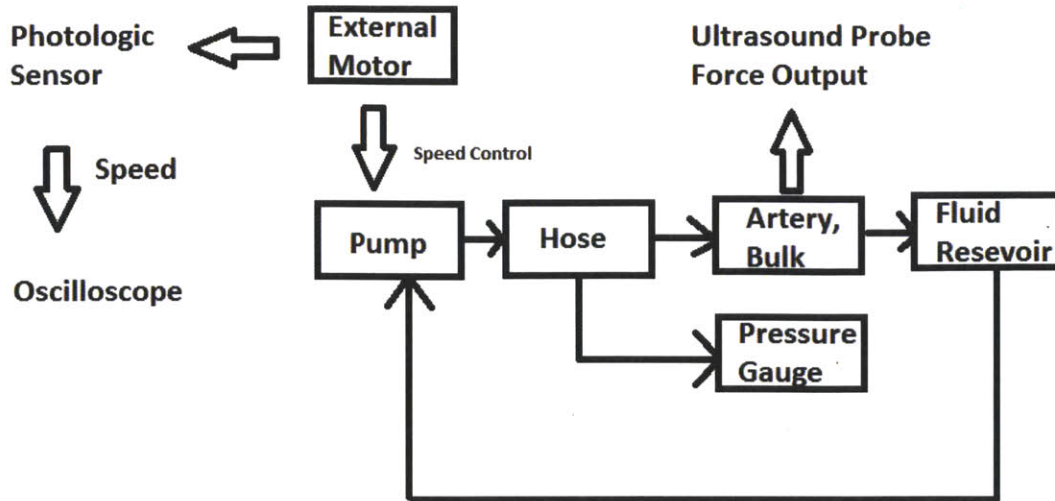 Photologic
Sensor
External
Motor
Ultrasound Probe
Force Output
Speed
Speed Control
Pump
Hose
Artery,
Bulk
Fluid
Resevoir
Oscilloscope
Pressure
Gauge